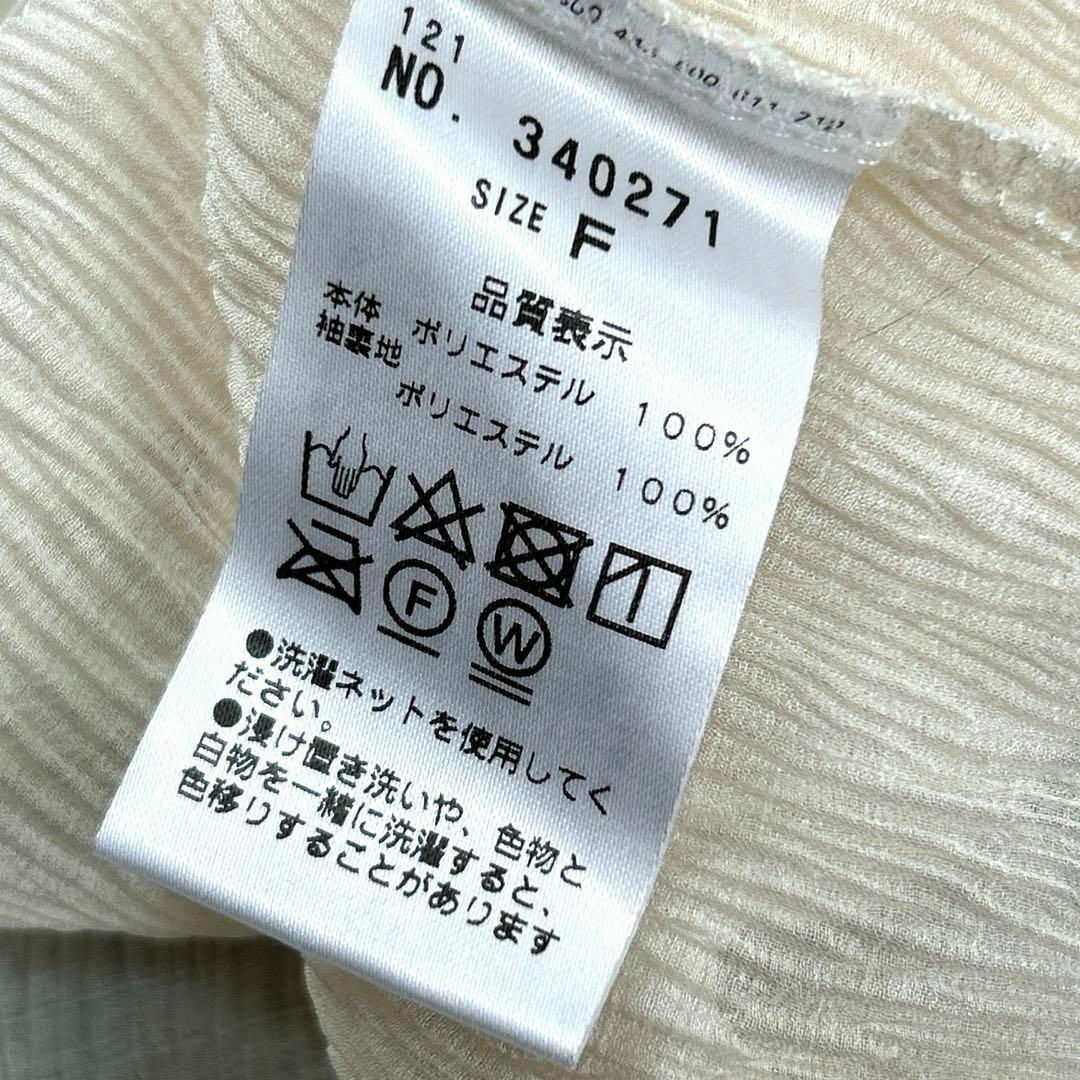 121
NO. 340271
SIZE F
品質表示
本体 ポリエステル 100%
袖裏地 ポリエステル 100%
F
W
●洗濯ネットを使用してく
ださい。
●浸け置き洗いや、色物と
白物を一緒に洗濯すると、
色移りすることがあります